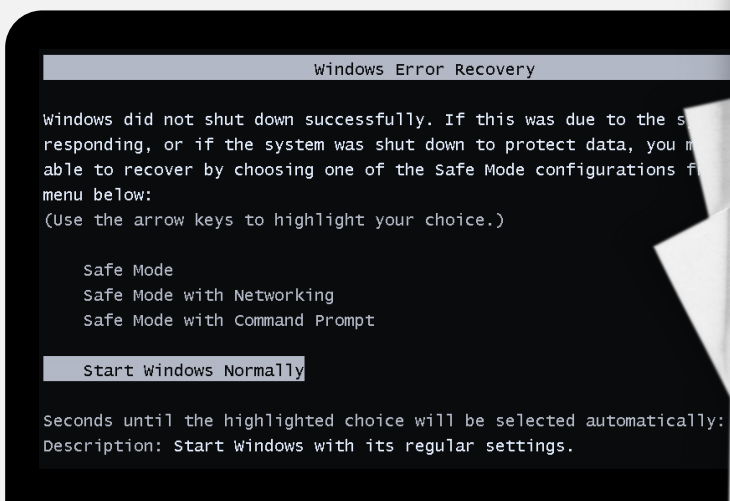 Windows Error Recovery
Windows did not shut down successfully. If this was due to the
responding, or if the system was shut down to protect data, you
able to recover by choosing one of the Safe Mode configurations
menu below:
(Use the arrow keys to highlight your choice.)
Safe Mode
Safe Mode with Networking
Safe Mode with Command Prompt
Start Windows Normally
Seconds until the highlighted choice will be selected automatically:
Description: Start Windows with its regular settings.